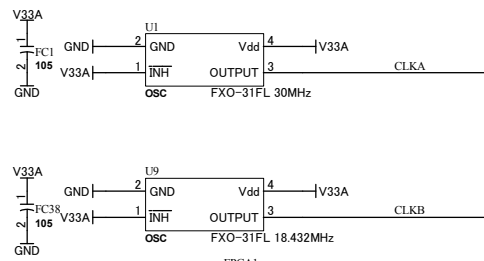 V33A
U1
1 FC1 105 2
GND
GND 2 GND Vdd 4 V33A
V33A 1 INH OUTPUT 3 CLKA
OSC FXO-31FL 30MHz
V33A
U9
1 FC38 105 2
GND
GND 2 GND Vdd 4 V33A
V33A 1 INH OUTPUT 3 CLKB
OSC FXO-31FL 18.432MHz